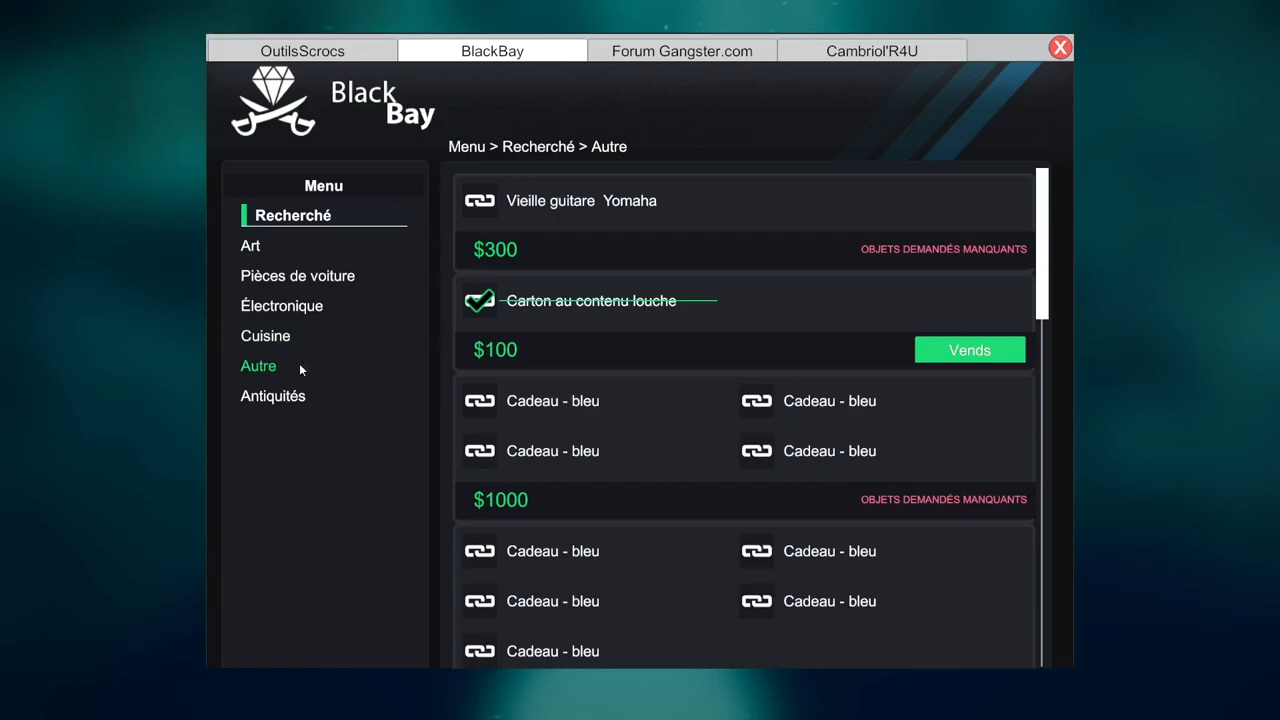 OutilsScrocs
BlackBay
Forum Gangster.com
Cambriol'R4U
X
Black
Bay
Menu > Recherché > Autre
Menu
Recherché
Art
Pièces de voiture
Électronique
Cuisine
Autre
Antiquités
Vieille guitare Yomaha
$300
OBJETS DEMANDÉS MANQUANTS
Carton au contenu louche
$100
Vends
Cadeau - bleu
Cadeau - bleu
Cadeau - bleu
Cadeau - bleu
$1000
OBJETS DEMANDÉS MANQUANTS
Cadeau - bleu
Cadeau - bleu
Cadeau - bleu
Cadeau - bleu
Cadeau - bleu